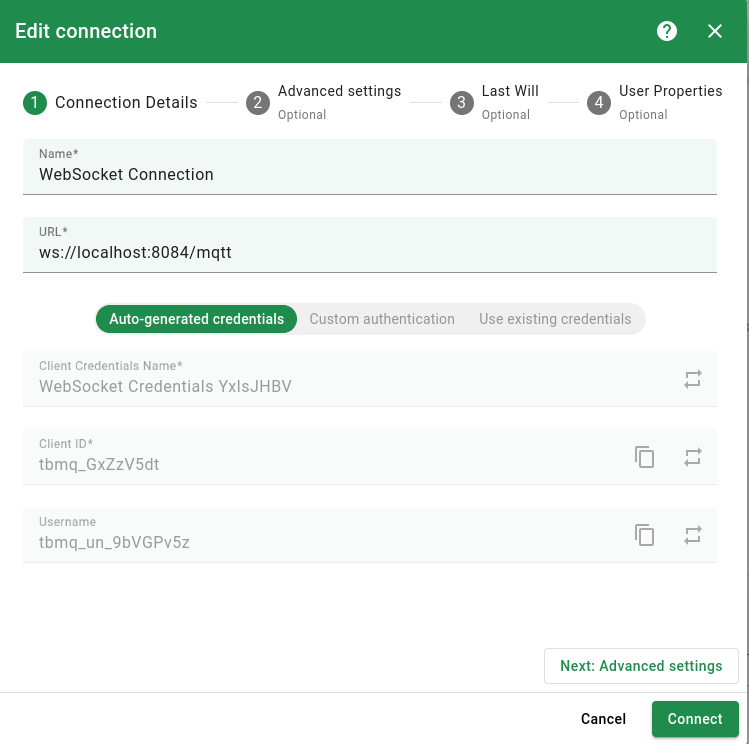 Edit connection
1 Connection Details
2 Advanced settings
Optional
3 Last Will
Optional
4 User Properties
Optional
Name*
WebSocket Connection
URL*
ws://localhost:8084/mqtt
Auto-generated credentials Custom authentication Use existing credentials
Client Credentials Name*
WebSocket Credentials YxIsJHBV
Client ID*
tbmq_GxZzV5dt
Username
tbmq_un_9bVGPv5z
Next: Advanced settings
Cancel Connect